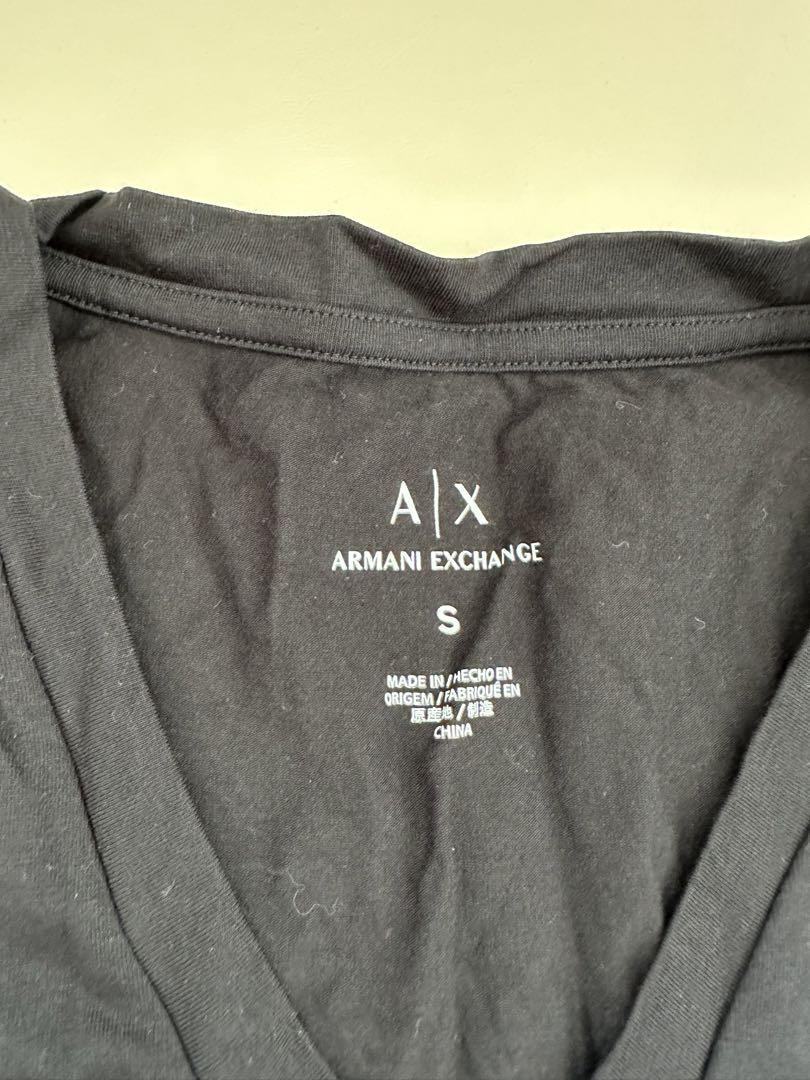 A|X
ARMANI EXCHANGE
S
MADE IN / HECHO EN
ORIGEM / FABRIQUÉ EN
原産地 / 制造
CHINA